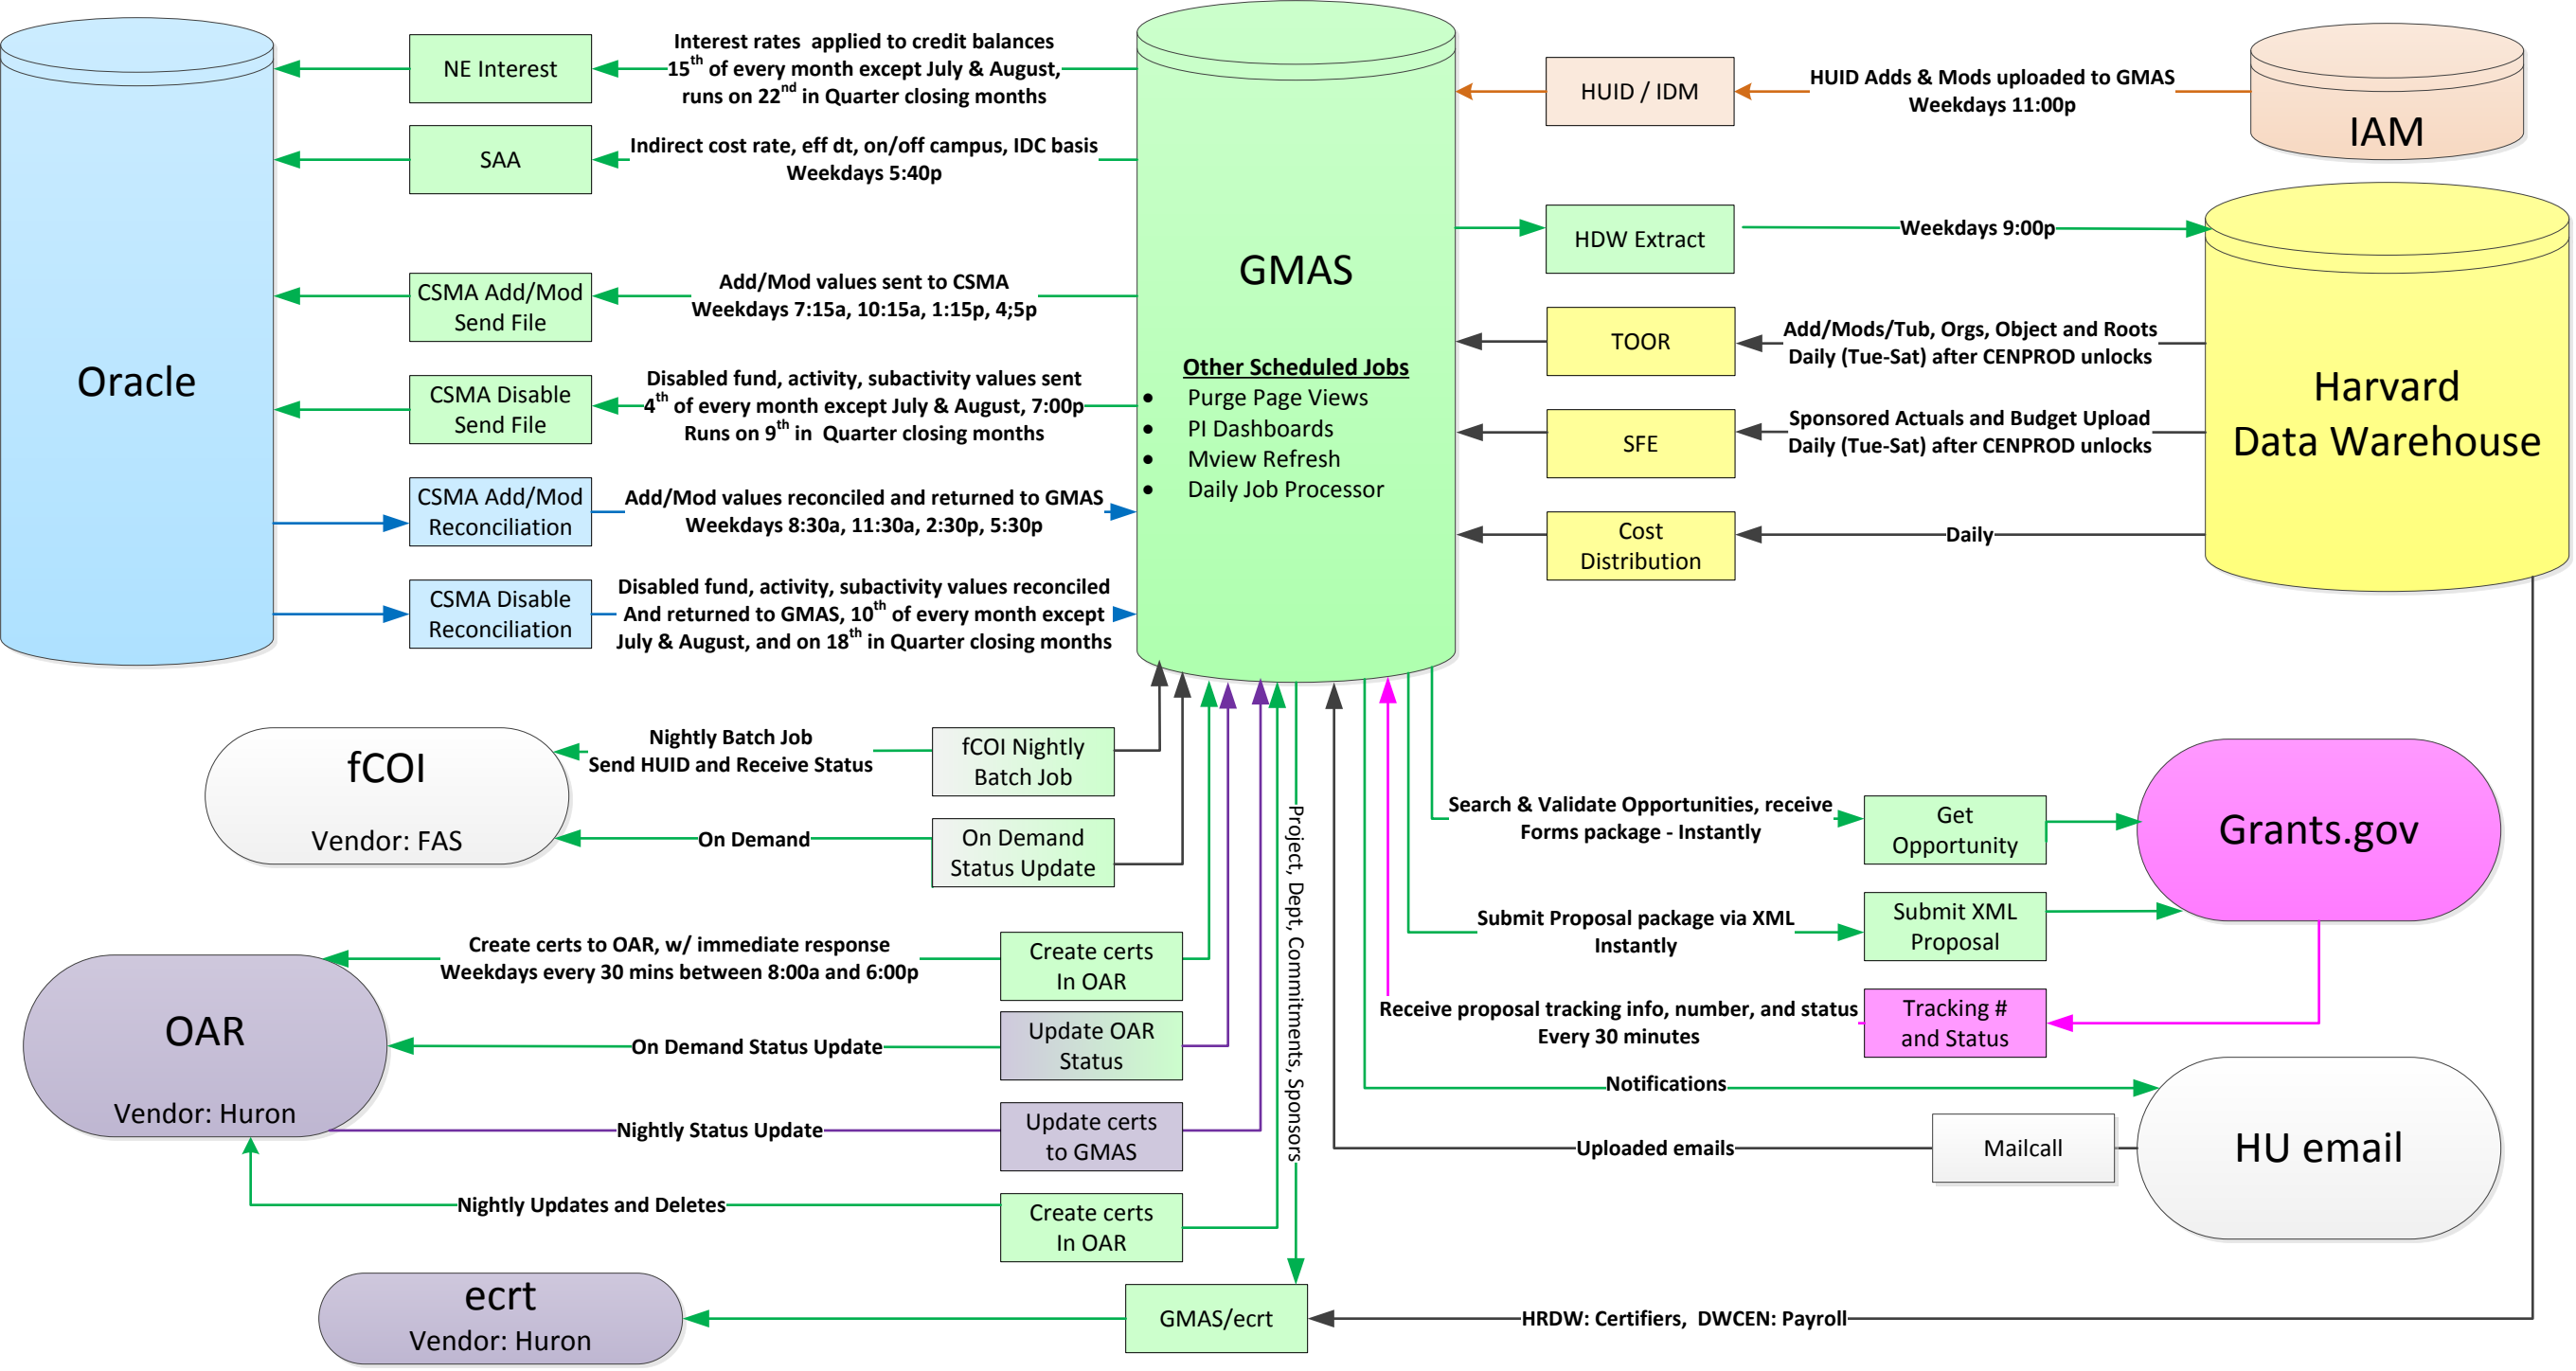 Oracle
NE Interest
Interest rates  applied to credit balances
15th of every month except July & August,
runs on 22nd in Quarter closing months
SAA
Indirect cost rate, eff dt, on/off campus, IDC basis
Weekdays 5:40p
CSMA Add/Mod
Send File
Add/Mod values sent to CSMA
Weekdays 7:15a, 10:15a, 1:15p, 4;5p
CSMA Disable
Send File
Disabled fund, activity, subactivity values sent
4th of every month except July & August, 7:00p
Runs on 9th in  Quarter closing months
CSMA Add/Mod
Reconciliation
Add/Mod values reconciled and returned to GMAS
Weekdays 8:30a, 11:30a, 2:30p, 5:30p
CSMA Disable
Reconciliation
Disabled fund, activity, subactivity values reconciled
And returned to GMAS, 10th of every month except
July & August, and on 18th in Quarter closing months
GMAS
Other Scheduled Jobs
• Purge Page Views
• PI Dashboards
• Mview Refresh
• Daily Job Processor
HUID / IDM
HUID Adds & Mods uploaded to GMAS
Weekdays 11:00p
IAM
HDW Extract
Weekdays 9:00p
TOOR
Add/Mods/Tub, Orgs, Object and Roots
Daily (Tue-Sat) after CENPROD unlocks
SFE
Sponsored Actuals and Budget Upload
Daily (Tue-Sat) after CENPROD unlocks
Cost
Distribution
Daily
Harvard
Data Warehouse
fCOI
Vendor: FAS
Nightly Batch Job
Send HUID and Receive Status
fCOI Nightly
Batch Job
On Demand
On Demand
Status Update
OAR
Vendor: Huron
Create certs to OAR, w/ immediate response
Weekdays every 30 mins between 8:00a and 6:00p
Create certs
In OAR
On Demand Status Update
Update OAR
Status
Nightly Status Update
Update certs
to GMAS
Nightly Updates and Deletes
Create certs
In OAR
Project, Dept, Commitments, Sponsors
Search & Validate Opportunities, receive
Forms package - Instantly
Get
Opportunity
Grants.gov
Submit Proposal package via XML
Instantly
Submit XML
Proposal
Receive proposal tracking info, number, and status
Every 30 minutes
Tracking #
and Status
Notifications
Uploaded emails
Mailcall
HU email
ecrt
Vendor: Huron
GMAS/ecrt
HRDW: Certifiers,  DWCEN: Payroll